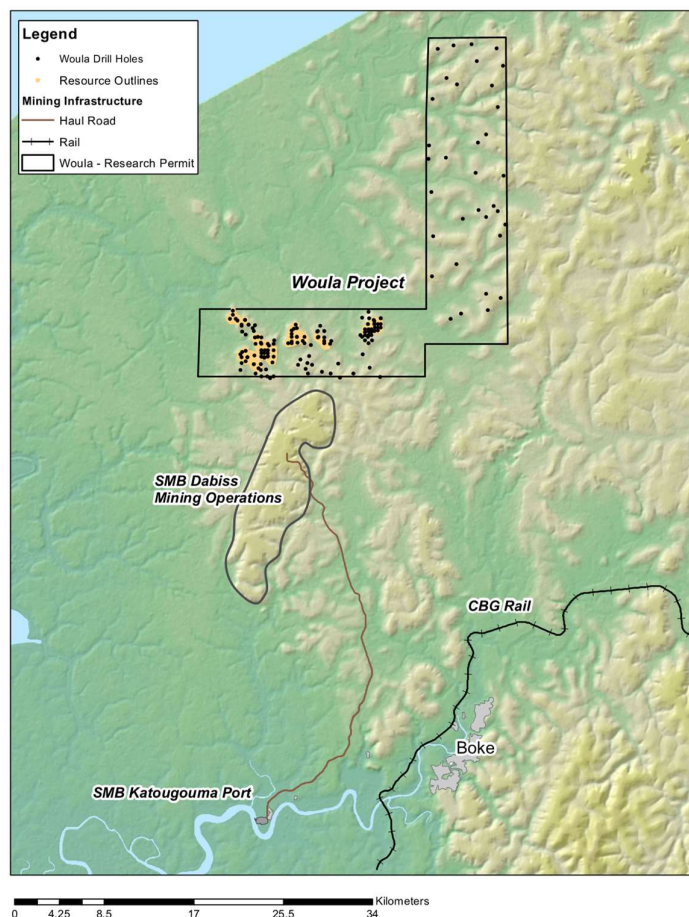 Legend
Woula Drill Holes
Resource Outlines
Mining Infrastructure
Haul Road
Rail
Woula - Research Permit
Woula Project
SMB Dabiss
Mining Operations
CBG Rail
Boke
SMB Katougouma Port
Kilometers
0 4.25 8.5 17 25.5 34